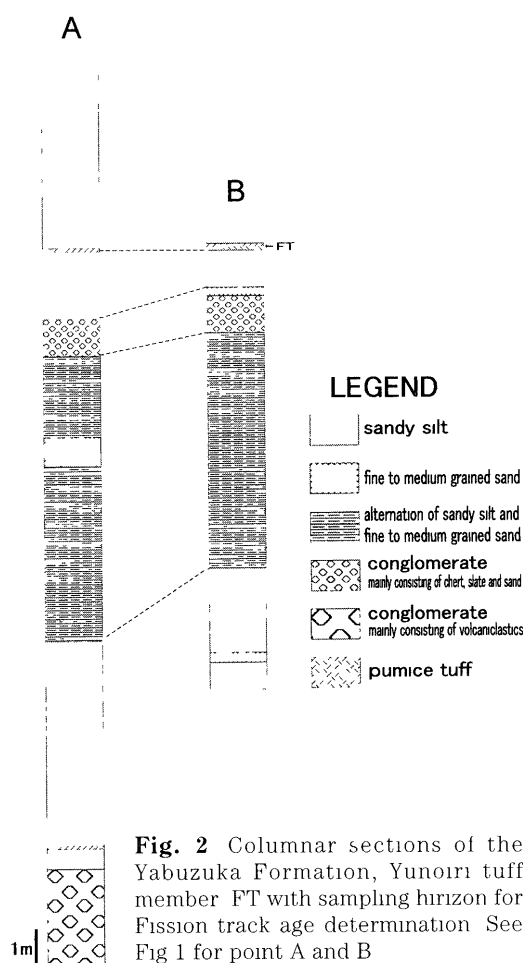 A
B
←FT
LEGEND
sandy silt
fine to medium grained sand
alternation of sandy silt and
fine to medium grained sand
conglomerate
mainly consisting of chert, slate and sand
conglomerate
mainly consisting of volcaniclastics
pumice tuff
1m
Fig. 2 Columnar sections of the
Yabuzuka Formation, Yunoiri tuff
member FT with sampling hirizon for
Fission track age determination See
Fig 1 for point A and B